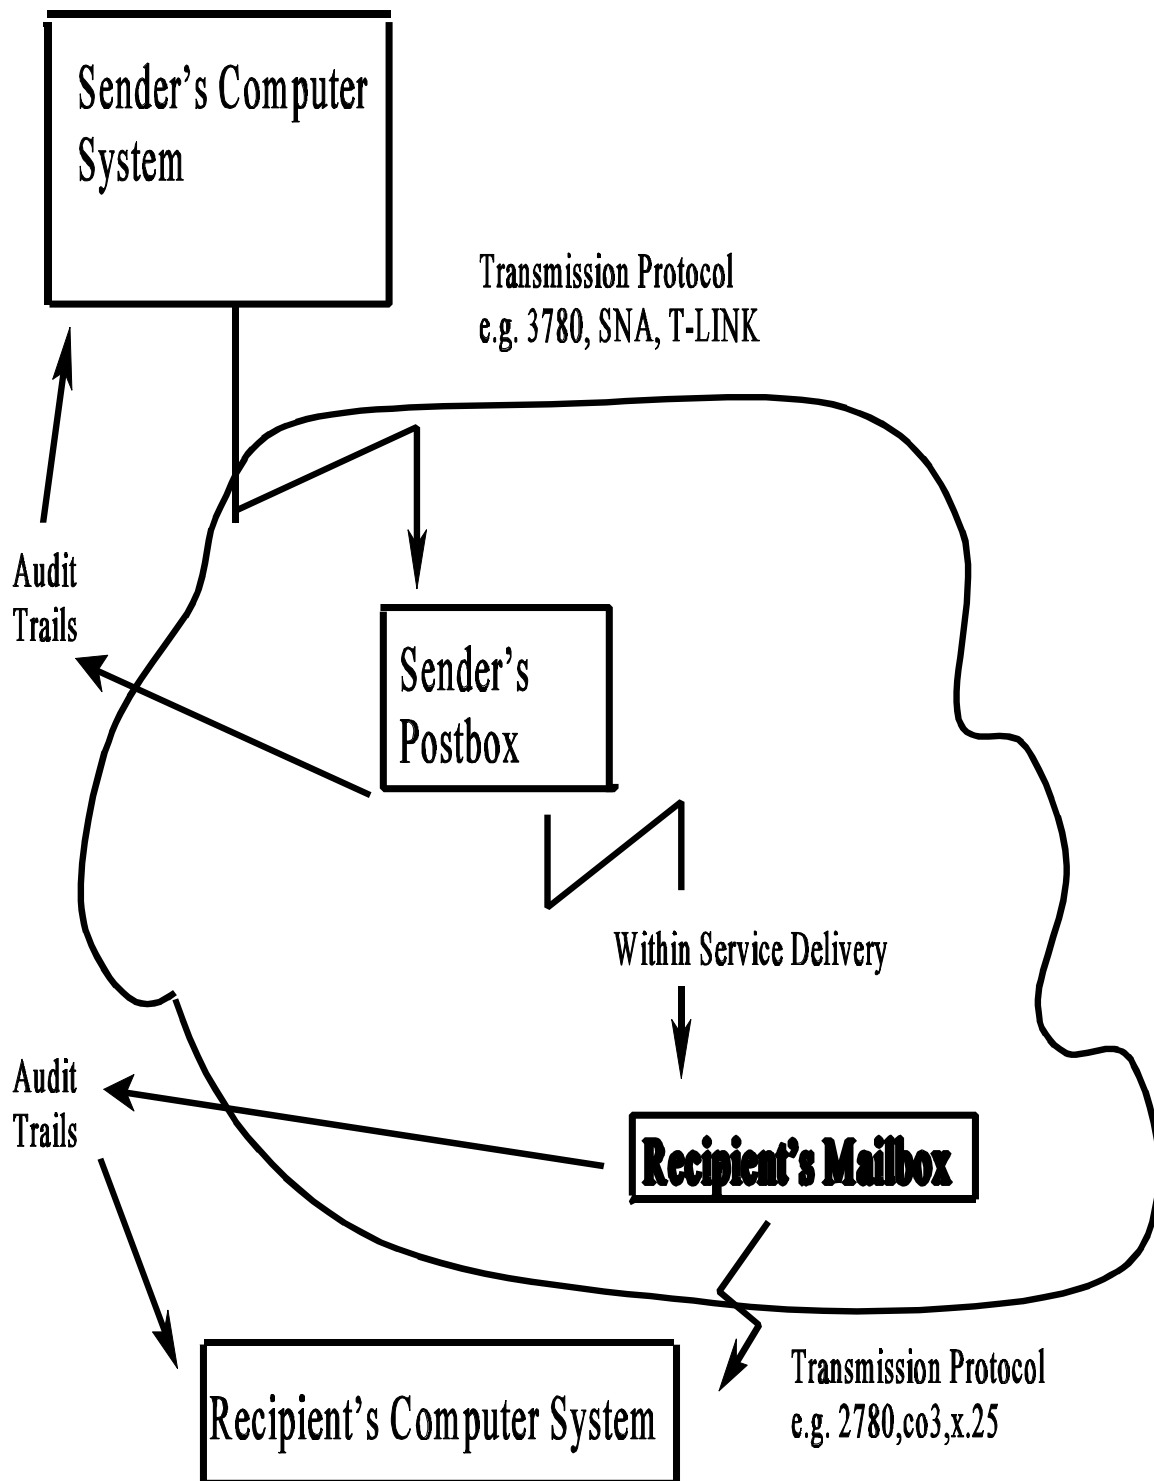 Sender’s Computer
System
Transmission Protocol
e.g. 3780, SNA, T-LINK
Audit
Trails
Sender’s
Postbox
Within Service Delivery
Audit
Trails
Recipient’s Mailbox
Recipient’s Computer System
Transmission Protocol
e.g. 2780,co3,x.25